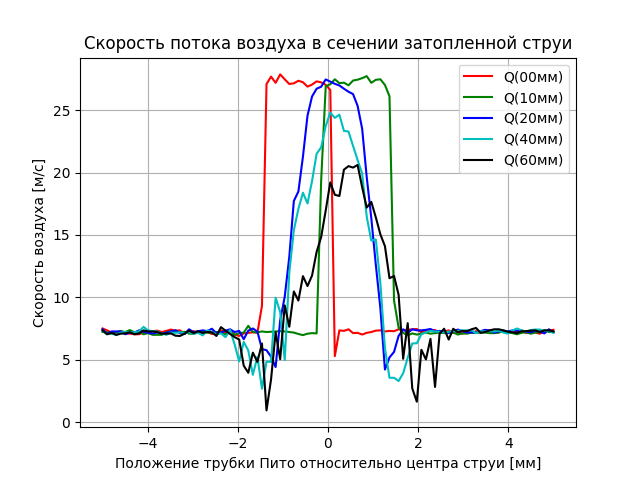 Скорость потока воздуха в сечении затопленной струи
Скорость воздуха [м/с]
25
20
15
10
5
0
Q(00мм)
Q(10мм)
Q(20мм)
Q(40мм)
Q(60мм)
−4
−2
0
2
4
Положение трубки Пито относительно центра струи [мм]